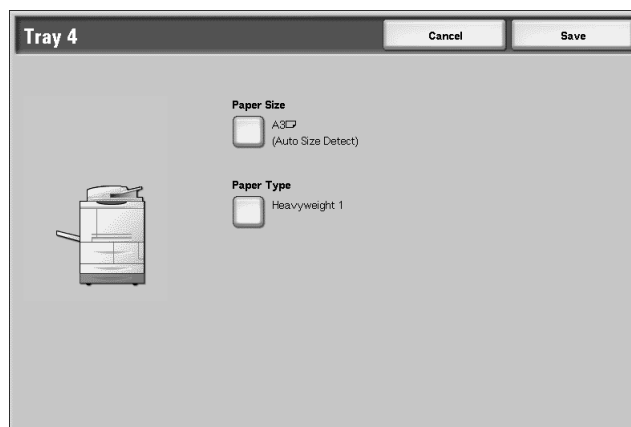 Tray 4
Cancel
Save
Paper Size
A3
(Auto Size Detect)
Paper Type
Heavyweight 1